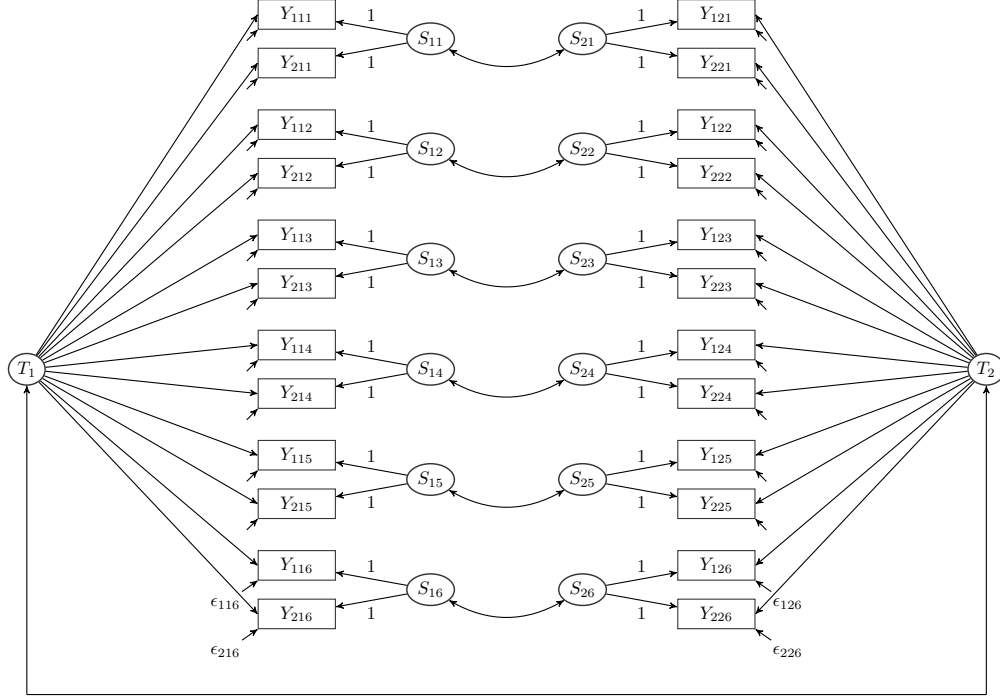 Y₁₁₁ 1 1 Y₁₂₁
S₁₁ S₂₁
Y₂₁₁ 1 1 Y₂₂₁
Y₁₁₂ 1 1 Y₁₂₂
S₁₂ S₂₂
Y₂₁₂ 1 1 Y₂₂₂
Y₁₁₃ 1 1 Y₁₂₃
S₁₃ S₂₃
Y₂₁₃ 1 1 Y₂₂₃
Y₁₁₄ 1 1 Y₁₂₄
T₁ S₁₄ S₂₄ T₂
Y₂₁₄ 1 1 Y₂₂₄
Y₁₁₅ 1 1 Y₁₂₅
S₁₅ S₂₅
Y₂₁₅ 1 1 Y₂₂₅
Y₁₁₆ 1 1 Y₁₂₆
S₁₆ S₂₆
ϵ₁₁₆ ϵ₁₂₆
Y₂₁₆ 1 1 Y₂₂₆
ϵ₂₁₆ ϵ₂₂₆